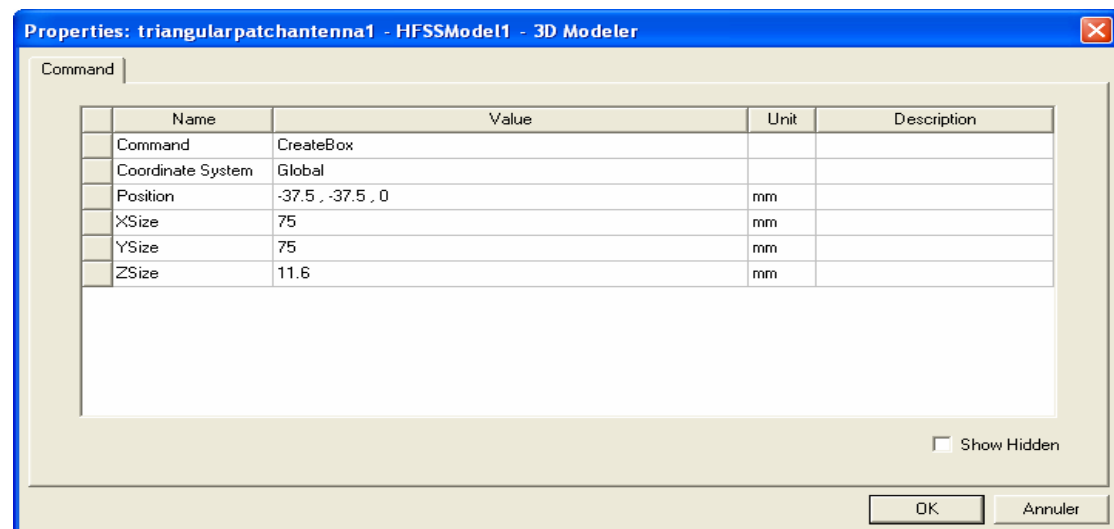 Properties: triangularpatchantenna1 - HFSSModel1 - 3D Modeler
Command
Name Value Unit Description
Command CreateBox
Coordinate System Global
Position -37.5 , -37.5 , 0 mm
XSize 75 mm
YSize 75 mm
ZSize 11.6 mm
Show Hidden
OK Annuler